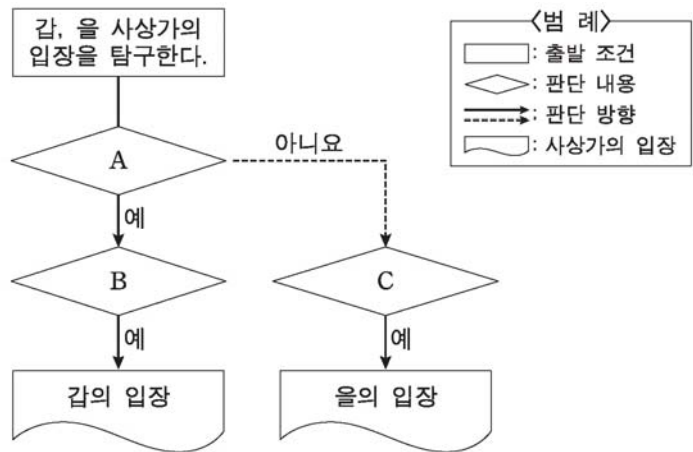 갑, 을 사상가의
입장을 탐구한다.
A
아니요
예
B
C
예
예
갑의 입장
을의 입장
〈범 례〉
: 출발 조건
: 판단 내용
: 판단 방향
: 사상가의 입장